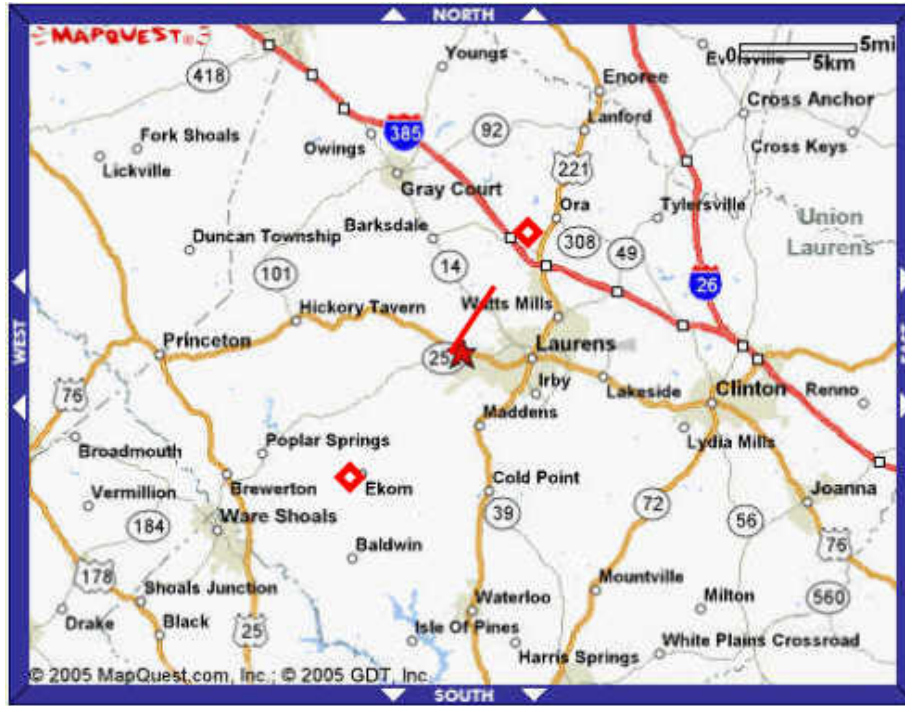 NORTH
MAPQUEST
0 5mi
5km
Youngs
418
Enoree
Cross Anchor
92
Lanford
Fork Shoals
385
Owings
Cross Keys
Lickville
221
Gray Court
Ora
Tylersville
Union
Barksdale
Duncan Township
308
49
Laurens
101
14
26
Hickory Tavern
Watts Mills
WEST
Princeton
Laurens
25
Irby
Lakeside
Clinton
Renno
76
Maddens
Broadmouth
Poplar Springs
Lydia Mills
Vermillion
Brewerton
Ekom
Cold Point
Joanna
184
Ware Shoals
39
72
56
Baldwin
76
178
Shoals Junction
Mountville
Milton
560
Drake
Black
25
Waterloo
Isle Of Pines
Harris Springs
White Plains Crossroad
© 2005 MapQuest.com, Inc.; © 2005 GDT, Inc.
SOUTH